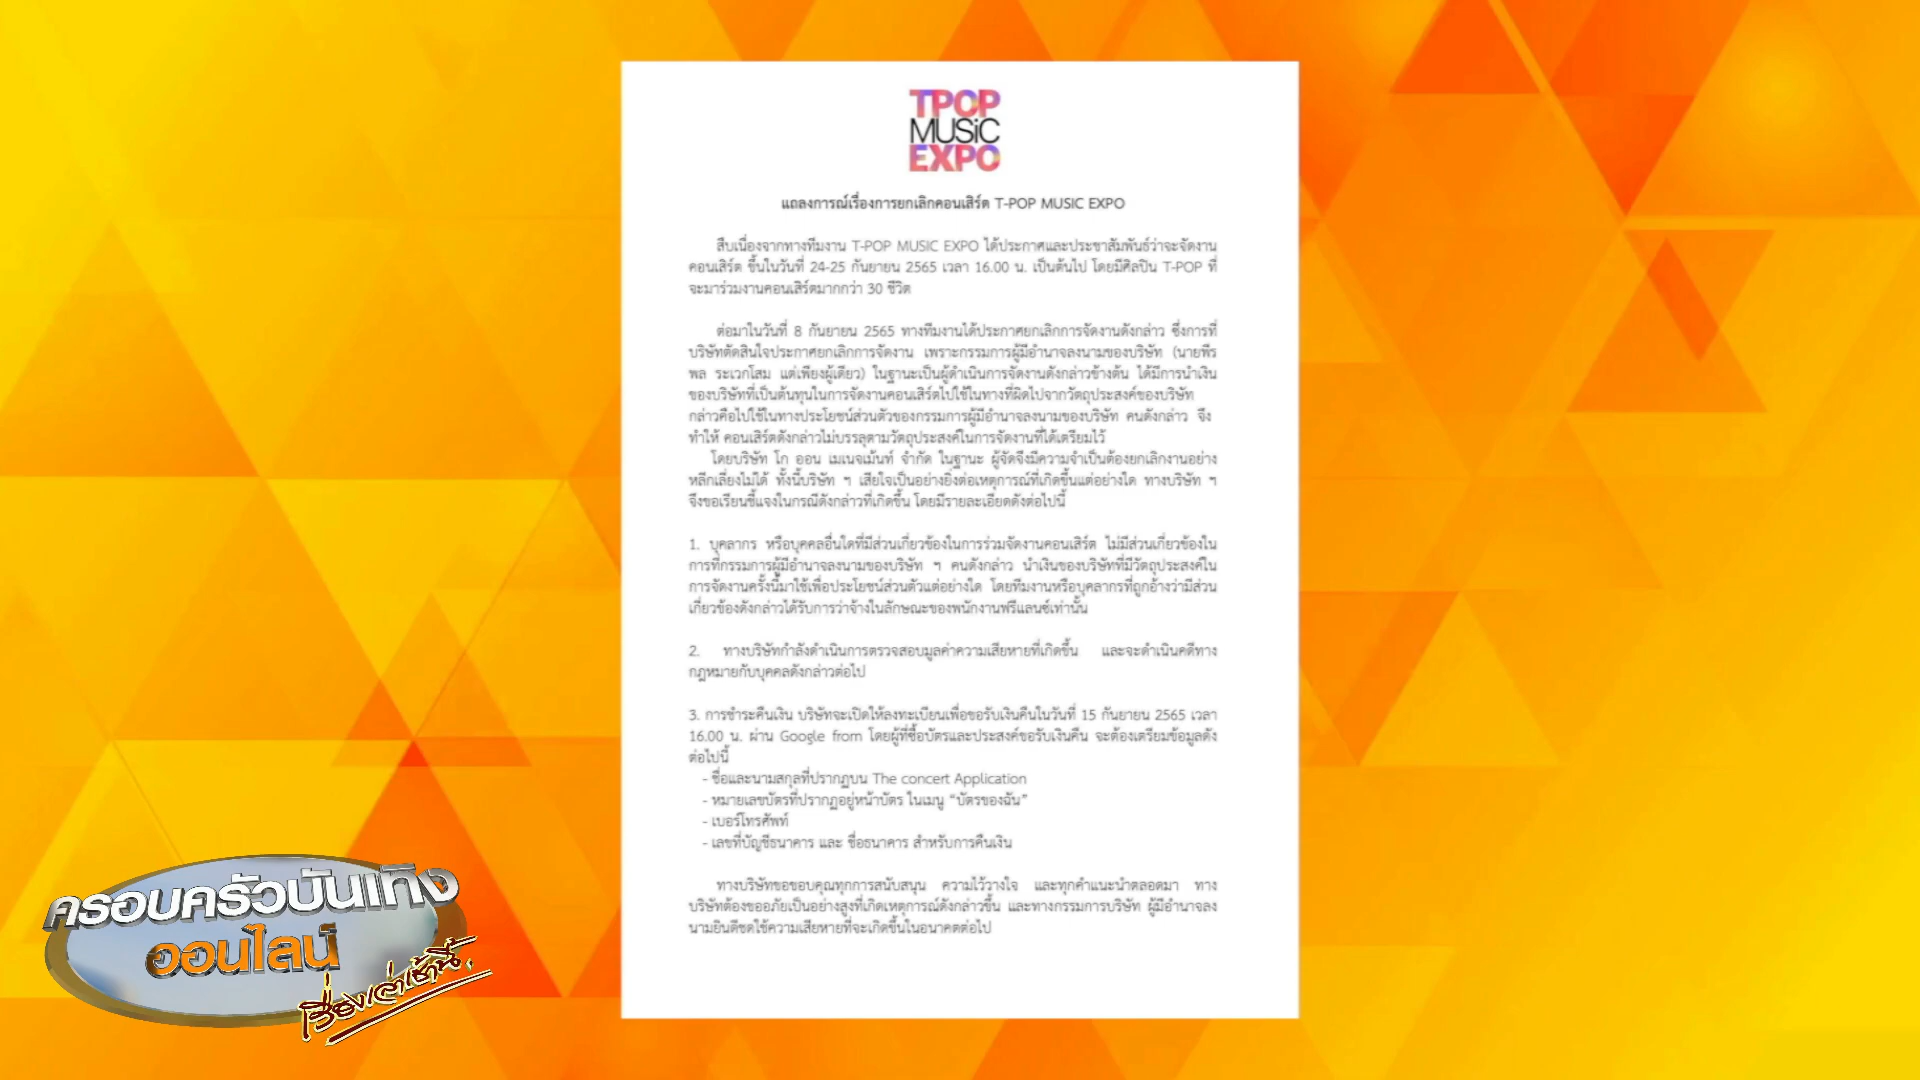 TPOP
MUSiC
EXPO
แถลงการณ์เรื่องการยกเลิกคอนเสิร์ต T-POP MUSIC EXPO
สืบเนื่องจากทางทีมงาน T-POP MUSIC EXPO ได้ประกาศและประชาสัมพันธ์ว่าจะจัดงาน
คอนเสิร์ต ขึ้นในวันที่ 24-25 กันยายน 2565 เวลา 16.00 น. เป็นต้นไป โดยมีศิลปิน T-POP ที่
จะมาร่วมงานคอนเสิร์ตมากกว่า 30 ชีวิต
ต่อมาในวันที่ 8 กันยายน 2565 ทางทีมงานได้ประกาศยกเลิกการจัดงานดังกล่าว ซึ่งการที่
บริษัทตัดสินใจประกาศยกเลิกการจัดงาน เพราะกรรมการผู้มีอำนาจลงนามของบริษัท (นายพีร
พล ระเวกโสม แต่เพียงผู้เดียว) ในฐานะเป็นผู้ดำเนินการจัดงานดังกล่าวข้างต้น ได้มีการนำเงิน
ของบริษัทที่เป็นต้นทุนในการจัดงานคอนเสิร์ตไปใช้ในทางที่ผิดไปจากวัตถุประสงค์ของบริษัท
กล่าวคือไปใช้ในทางประโยชน์ส่วนตัวของกรรมการผู้มีอำนาจลงนามของบริษัท คนดังกล่าว จึง
ทำให้ คอนเสิร์ตดังกล่าวไม่บรรลุตามวัตถุประสงค์ในการจัดงานที่ได้เตรียมไว้
โดยบริษัท โก ออน เมเนจเม้นท์ จำกัด ในฐานะ ผู้จัดจึงมีความจำเป็นต้องยกเลิกงานอย่าง
หลีกเลี่ยงไม่ได้ ทั้งนี้บริษัท ฯ เสียใจเป็นอย่างยิ่งต่อเหตุการณ์ที่เกิดขึ้นแต่อย่างใด ทางบริษัท ฯ
จึงขอเรียนชี้แจงในกรณีดังกล่าวที่เกิดขึ้น โดยมีรายละเอียดดังต่อไปนี้
1. บุคลากร หรือบุคคลอื่นใดที่มีส่วนเกี่ยวข้องในการร่วมจัดงานคอนเสิร์ต ไม่มีส่วนเกี่ยวข้องใน
การที่กรรมการผู้มีอำนาจลงนามของบริษัท ฯ คนดังกล่าว นำเงินของบริษัทที่มีวัตถุประสงค์ใน
การจัดงานครั้งนี้มาใช้เพื่อประโยชน์ส่วนตัวแต่อย่างใด โดยทีมงานหรือบุคลากรที่ถูกอ้างว่ามีส่วน
เกี่ยวข้องดังกล่าวได้รับการว่าจ้างในลักษณะของพนักงานฟรีแลนซ์เท่านั้น
2. ทางบริษัทกำลังดำเนินการตรวจสอบมูลค่าความเสียหายที่เกิดขึ้น และจะดำเนินคดีทาง
กฎหมายกับบุคคลดังกล่าวต่อไป
3. การชำระคืนเงิน บริษัทจะเปิดให้ลงทะเบียนเพื่อขอรับเงินคืนในวันที่ 15 กันยายน 2565 เวลา
16.00 น. ผ่าน Google from โดยผู้ที่ซื้อบัตรและประสงค์ขอรับเงินคืน จะต้องเตรียมข้อมูลดัง
ต่อไปนี้
- ชื่อและนามสกุลที่ปรากฏบน The concert Application
- หมายเลขบัตรที่ปรากฏอยู่หน้าบัตร ในเมนู “บัตรของฉัน”
- เบอร์โทรศัพท์
- เลขที่บัญชีธนาคาร และ ชื่อธนาคาร สำหรับการคืนเงิน
ทางบริษัทขอขอบคุณทุกการสนับสนุน ความไว้วางใจ และทุกคำแนะนำตลอดมา ทาง
บริษัทต้องขออภัยเป็นอย่างสูงที่เกิดเหตุการณ์ดังกล่าวขึ้น และทางกรรมการบริษัท ผู้มีอำนาจลง
นามยินดีชดใช้ความเสียหายที่จะเกิดขึ้นในอนาคตต่อไป
ครอบครัวบันเทิง
ออนไลน์
เรื่องเล่าเช้านี้